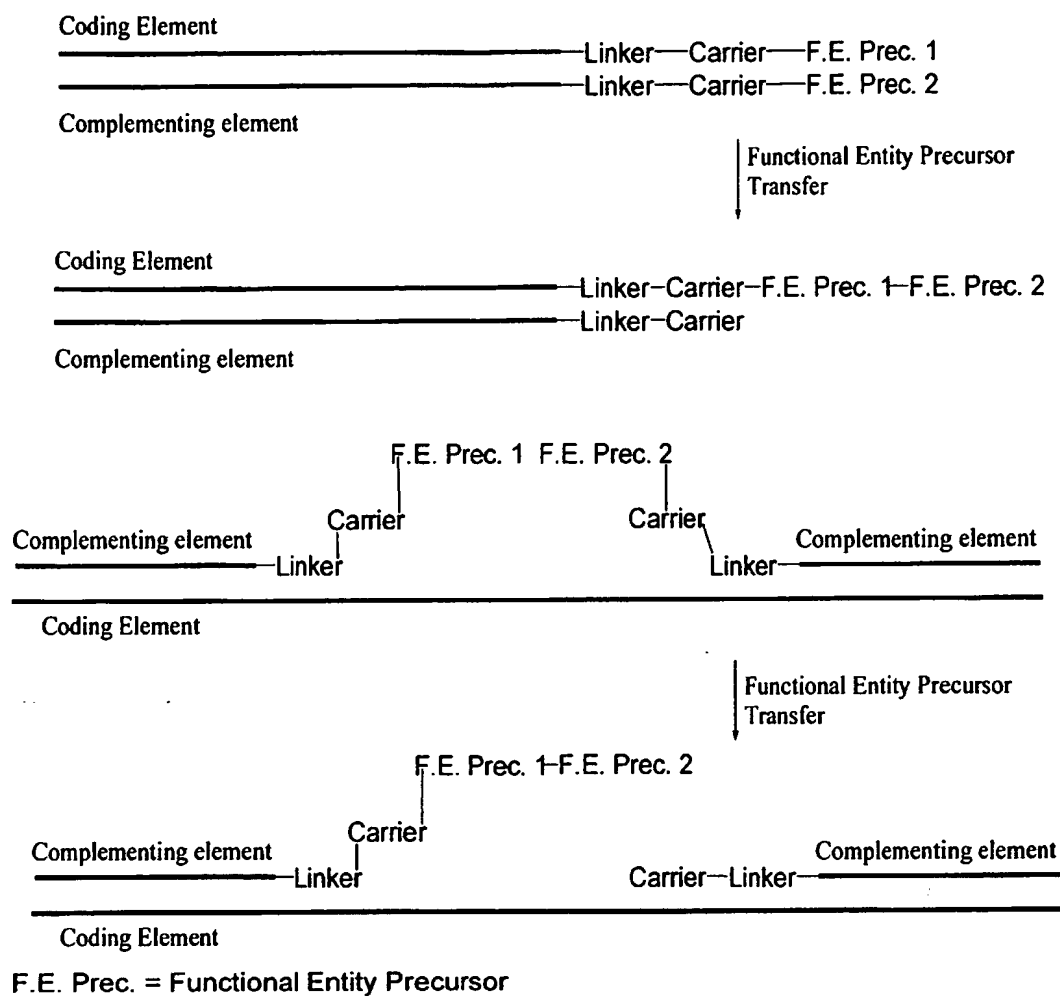 Coding Element
Linker—Carrier—F.E. Prec. 1
Linker—Carrier—F.E. Prec. 2
Complementing element
Functional Entity Precursor
Transfer
Coding Element
Linker–Carrier–F.E. Prec. 1–F.E. Prec. 2
Linker–Carrier
Complementing element
F.E. Prec. 1 F.E. Prec. 2
Carrier Carrier
Complementing element Complementing element
Linker Linker
Coding Element
Functional Entity Precursor
Transfer
F.E. Prec. 1–F.E. Prec. 2
Carrier
Complementing element Complementing element
Linker Carrier–Linker
Coding Element
F.E. Prec. = Functional Entity Precursor